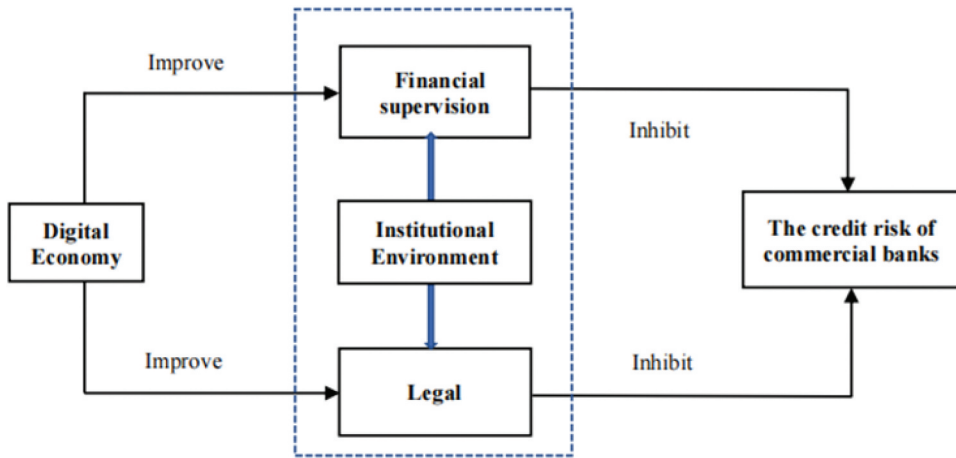 Improve
Financial
supervision
Inhibit
Digital
Economy
Institutional
Environment
The credit risk of
commercial banks
Improve
Legal
Inhibit